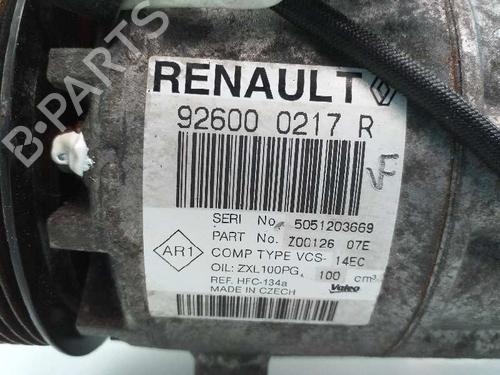 B-PARTS
RENAULT
92600 0217 R
VF
SERI No. 5051203669
PART No. Z00126 07E
AR1
COMP TYPE VCS- 14EC
OIL: ZXL100PG, 100 cm³
REF. HFC-134a
MADE IN CZECH
Valeo